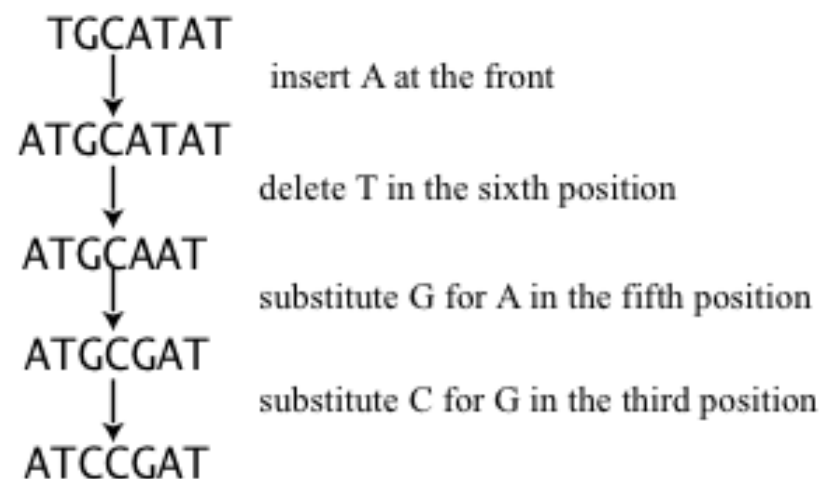 TGCATAT
insert A at the front
ATGCATAT
delete T in the sixth position
ATGCAAT
substitute G for A in the fifth position
ATGCGAT
substitute C for G in the third position
ATCCGAT